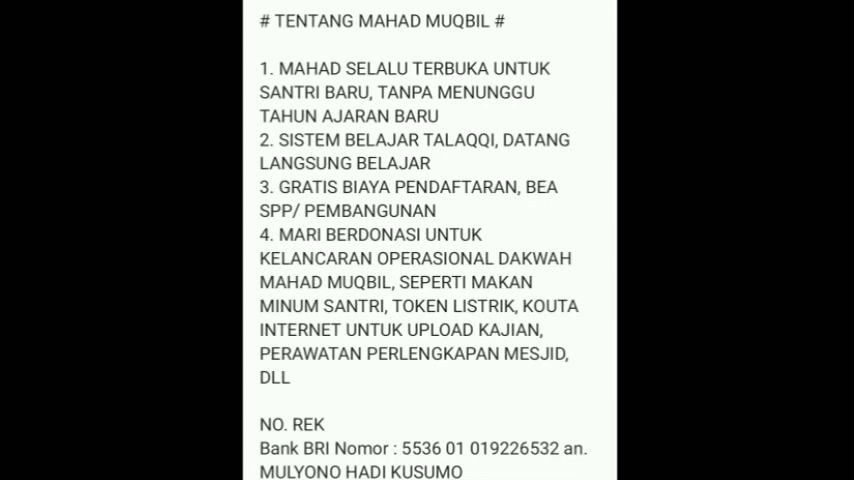 # TENTANG MAHAD MUQBIL #
1. MAHAD SELALU TERBUKA UNTUK
SANTRI BARU, TANPA MENUNGGU
TAHUN AJARAN BARU
2. SISTEM BELAJAR TALAQQI, DATANG
LANGSUNG BELAJAR
3. GRATIS BIAYA PENDAFTARAN, BEA
SPP/ PEMBANGUNAN
4. MARI BERDONASI UNTUK
KELANCARAN OPERASIONAL DAKWAH
MAHAD MUQBIL, SEPERTI MAKAN
MINUM SANTRI, TOKEN LISTRIK, KOUTA
INTERNET UNTUK UPLOAD KAJIAN,
PERAWATAN PERLENGKAPAN MESJID,
DLL
NO. REK
Bank BRI Nomor : 5536 01 019226532 an.
MULYONO HADI KUSUMO